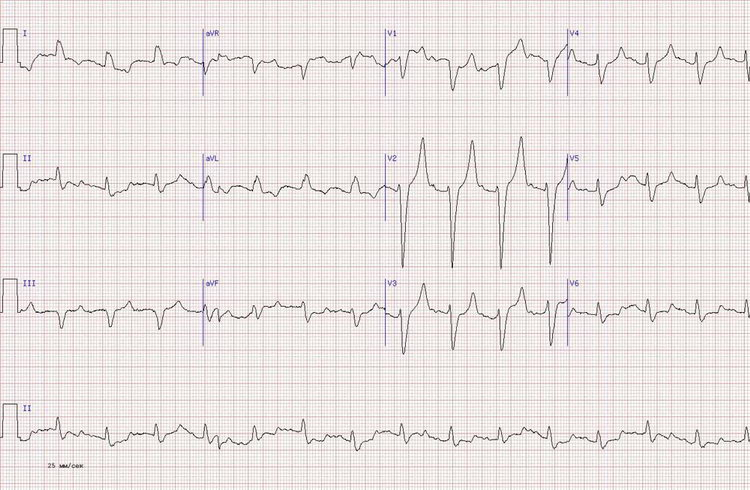 I aVR V1 V4
II aVL V2 V5
III aVF V3 V6
II
25 мм/сек